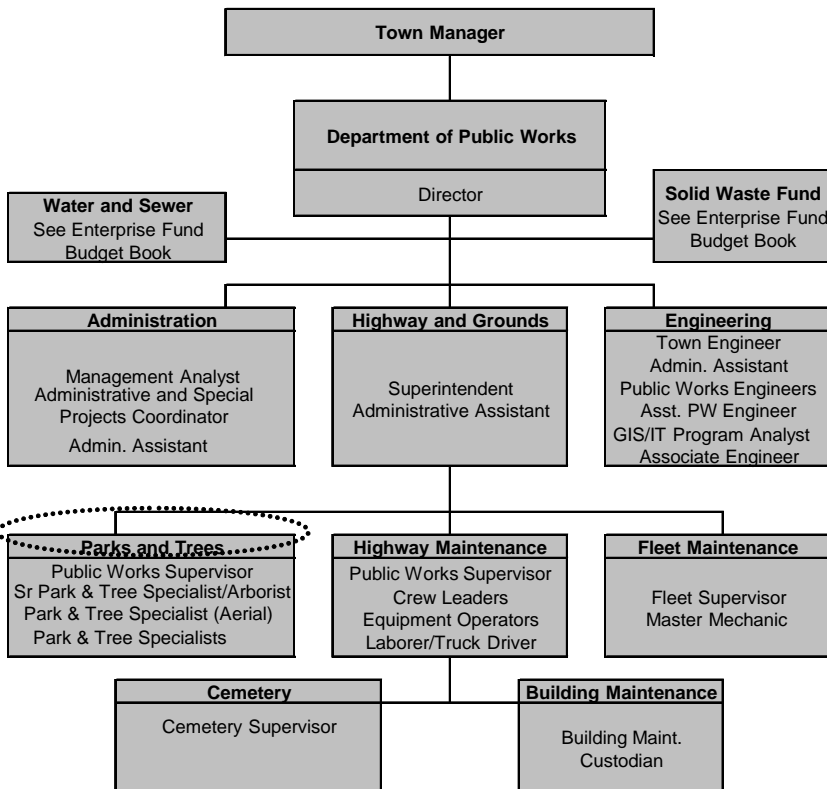 Town Manager
Department of Public Works
Director
Water and Sewer
See Enterprise Fund
Budget Book
Solid Waste Fund
See Enterprise Fund
Budget Book
Administration
Management Analyst
Administrative and Special
Projects Coordinator
Admin. Assistant
Highway and Grounds
Superintendent
Administrative Assistant
Engineering
Town Engineer
Admin. Assistant
Public Works Engineers
Asst. PW Engineer
GIS/IT Program Analyst
Associate Engineer
Parks and Trees
Public Works Supervisor
Sr Park & Tree Specialist/Arborist
Park & Tree Specialist (Aerial)
Park & Tree Specialists
Highway Maintenance
Public Works Supervisor
Crew Leaders
Equipment Operators
Laborer/Truck Driver
Fleet Maintenance
Fleet Supervisor
Master Mechanic
Cemetery
Cemetery Supervisor
Building Maintenance
Building Maint.
Custodian